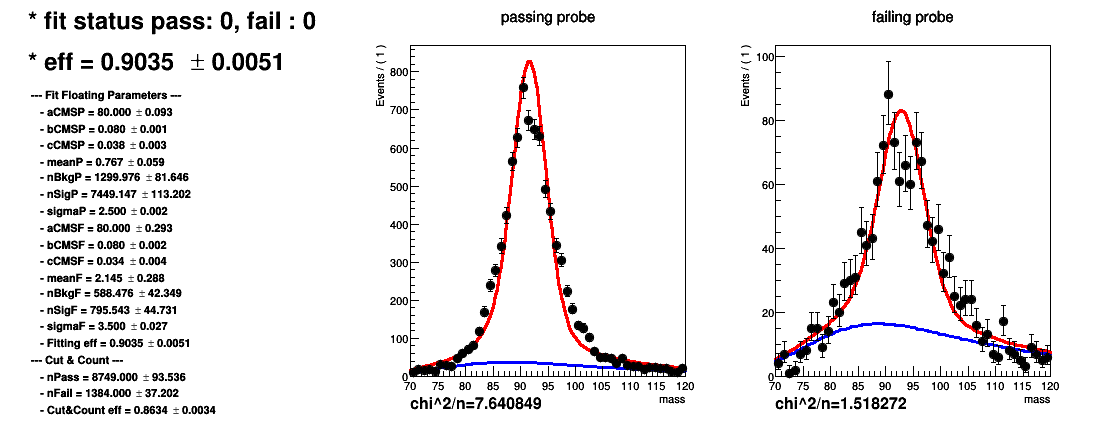 * fit status pass: 0, fail : 0
* eff = 0.9035 ± 0.0051
--- Fit Floating Parameters ---
- aCMSP = 80.000 ± 0.093
- bCMSP = 0.080 ± 0.001
- cCMSP = 0.038 ± 0.003
- meanP = 0.767 ± 0.059
- nBkgP = 1299.976 ± 81.646
- nSigP = 7449.147 ± 113.202
- sigmaP = 2.500 ± 0.002
- aCMSF = 80.000 ± 0.293
- bCMSF = 0.080 ± 0.002
- cCMSF = 0.034 ± 0.004
- meanF = 2.145 ± 0.288
- nBkgF = 588.476 ± 42.349
- nSigF = 795.543 ± 44.731
- sigmaF = 3.500 ± 0.027
- Fitting eff = 0.9035 ± 0.0051
--- Cut & Count ---
- nPass = 8749.000 ± 93.536
- nFail = 1384.000 ± 37.202
- Cut&Count eff = 0.8634 ± 0.0034
passing probe
Events / ( 1 )
800
700
600
500
400
300
200
100
0
70 75 80 85 90 95 100 105 110 115 120
mass
chi^2/n=7.640849
failing probe
Events / ( 1 )
100
80
60
40
20
0
70 75 80 85 90 95 100 105 110 115 120
mass
chi^2/n=1.518272